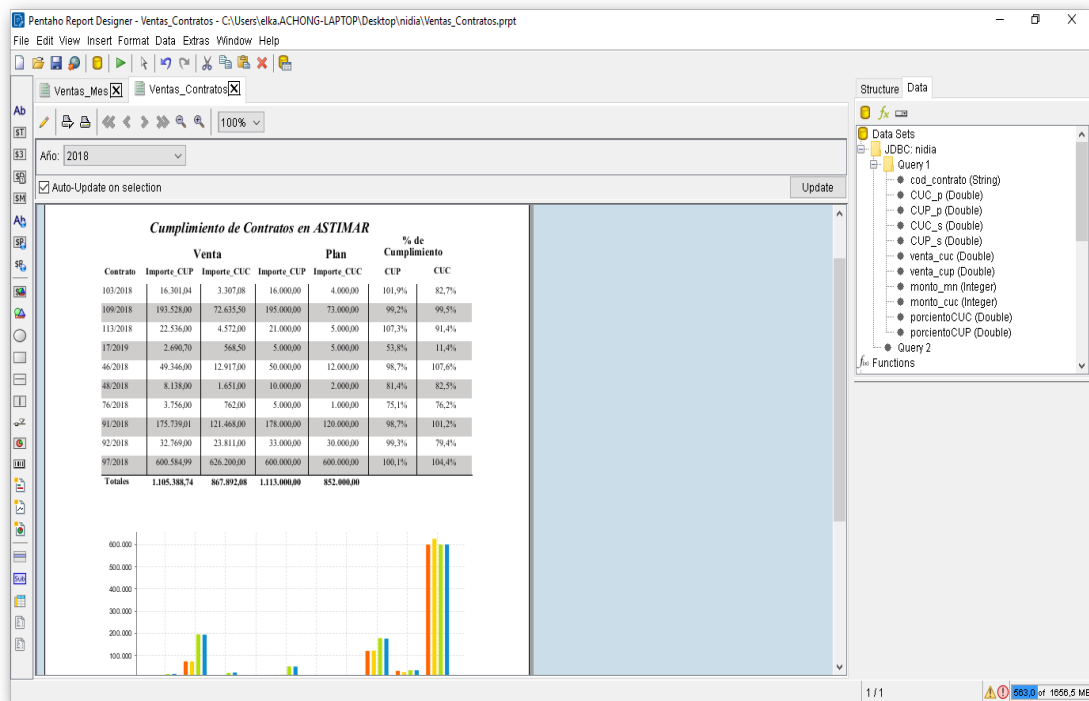 Pentaho Report Designer - Ventas_Contratos - C:\Users\elka.ACHONG-LAPTOP\Desktop\nidia\Ventas_Contratos.prpt
File Edit View Insert Format Data Extras Window Help
Ventas_Mes Ventas_Contratos
100%
Año: 2018
Auto-Update on selection Update
Cumplimiento de Contratos en ASTIMAR
Venta Plan % de Cumplimiento
Contrato Importe_CUP Importe_CUC Importe_CUP Importe_CUC CUP CUC
103/2018 16.301,04 3.307,08 16.000,00 4.000,00 101,9% 82,7%
109/2018 193.528,00 72.635,50 195.000,00 73.000,00 99,2% 99,5%
113/2018 22.536,00 4.572,00 21.000,00 5.000,00 107,3% 91,4%
17/2019 2.690,70 568,50 5.000,00 5.000,00 53,8% 11,4%
46/2018 49.346,00 12.917,00 50.000,00 12.000,00 98,7% 107,6%
48/2018 8.138,00 1.651,00 10.000,00 2.000,00 81,4% 82,5%
76/2018 3.756,00 762,00 5.000,00 1.000,00 75,1% 76,2%
91/2018 175.739,01 121.468,00 178.000,00 120.000,00 98,7% 101,2%
92/2018 32.769,00 23.811,00 33.000,00 30.000,00 99,3% 79,4%
97/2018 600.584,99 626.200,00 600.000,00 600.000,00 100,1% 104,4%
Totales 1.105.388,74 867.892,08 1.113.000,00 852.000,00
600.000
500.000
400.000
300.000
200.000
100.000
Structure Data
Data Sets
JDBC: nidia
Query 1
cod_contrato (String)
CUC_p (Double)
CUP_p (Double)
CUC_s (Double)
CUP_s (Double)
venta_cuc (Double)
venta_cup (Double)
monto_mn (Integer)
monto_cuc (Integer)
porcientoCUC (Double)
porcientoCUP (Double)
Query 2
Functions
1 / 1
563,0 of 1656,5 ME